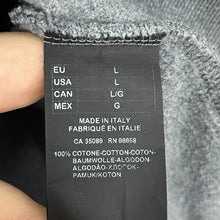 EU L
USA L
CAN L/G
MEX G
MADE IN ITALY
FABRIQUÉ EN ITALIE
CA 35089 RN 98658
100% COTONE-COTTON-COTON-
BAUMWOLLE-ALGODON-
ALGODÃO-ХЛОПОК-
PAMUK/KOTON